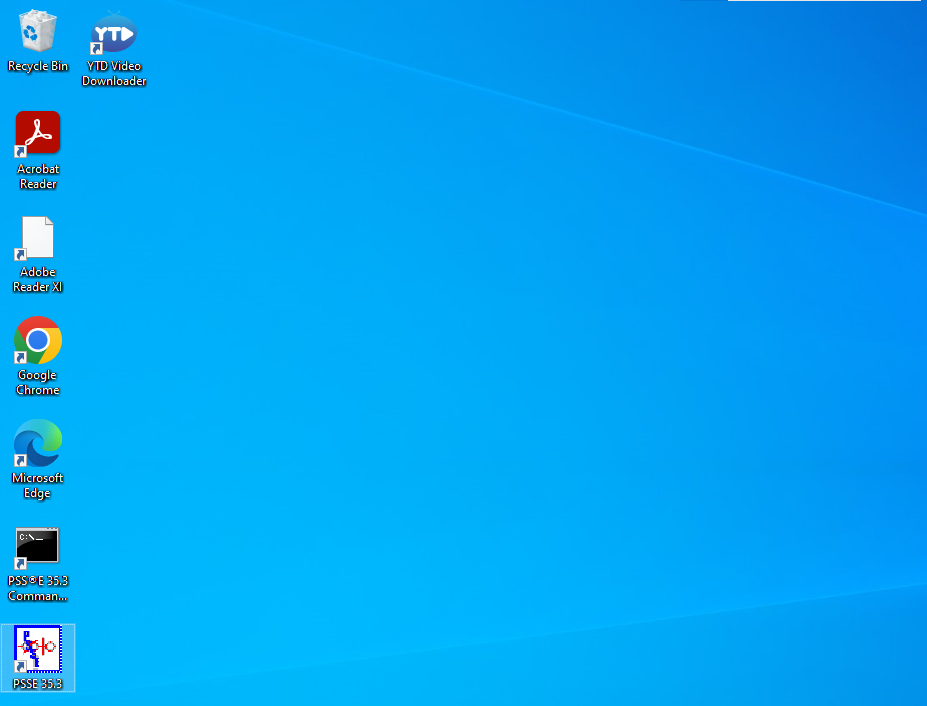 Recycle Bin
YTD
YTD Video
Downloader
Acrobat
Reader
Adobe
Reader XI
Google
Chrome
Microsoft
Edge
C:\._
PSS®E 35.3
Comman...
PSSE 35.3